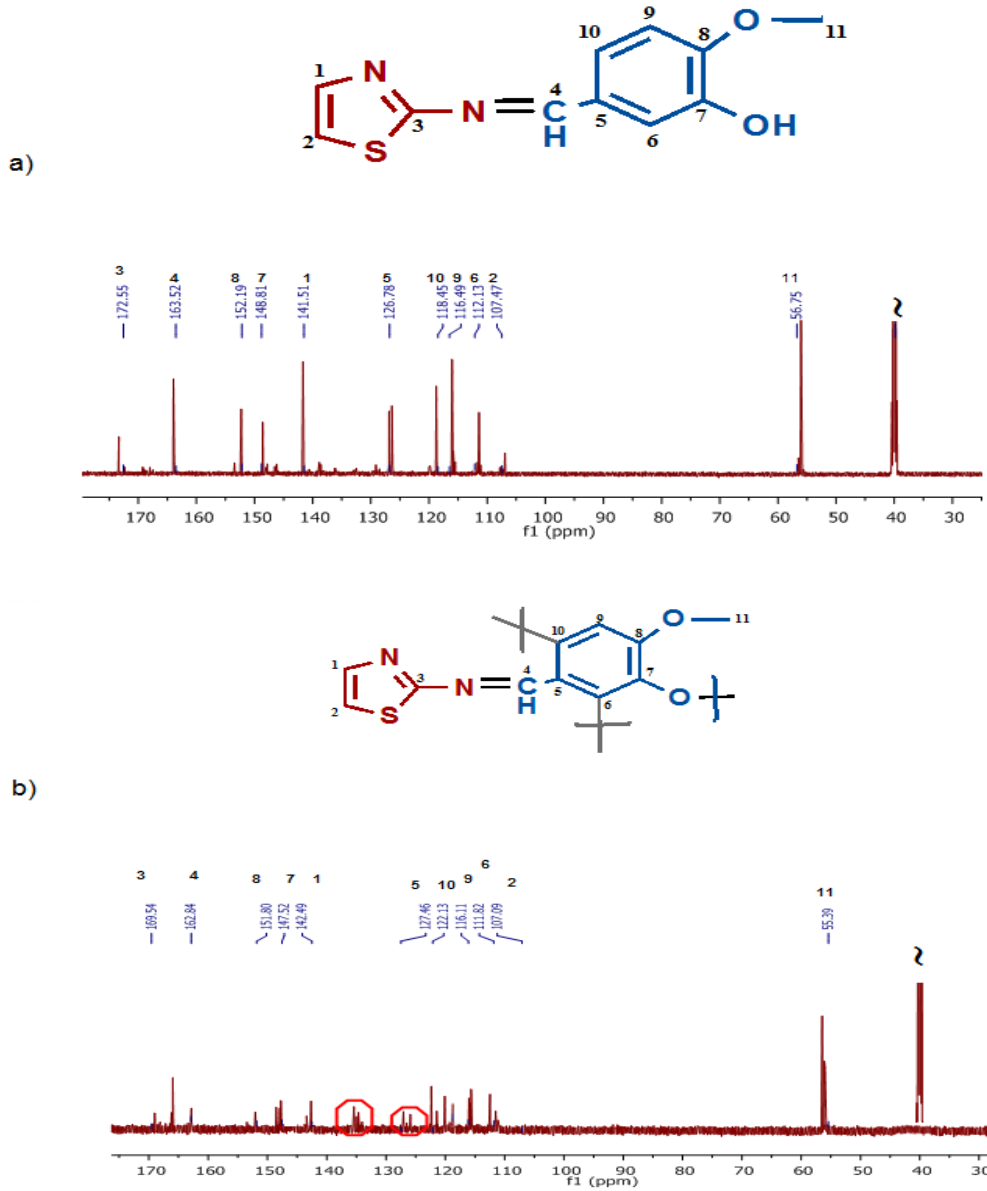 9
10
8
O
11
1
N
4
N
C
H
5
7
2
3
S
6
OH
a)
3 4 8 7 1 5 10 9 6 2 11
172.55 163.52 152.19 148.81 141.51 126.78 118.45 116.49 112.13 107.47 56.75
~
170 160 150 140 130 120 110 100 90 80 70 60 50 40 30
f1 (ppm)
10
9
8
O
11
1
N
3
N
4
C
H
5
7
O
2
S
6
b)
3 4 8 7 1 5 10 9 6 2 11
169.54 162.84 151.80 147.52 142.49 127.46 122.13 116.11 111.82 107.09 55.39
~
170 160 150 140 130 120 110 100 90 80 70 60 50 40 30
f1 (ppm)